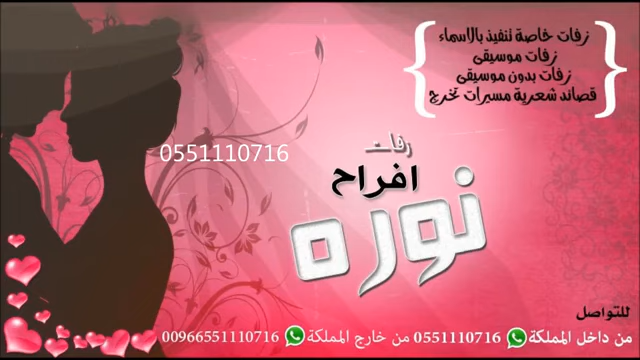 زفات خاصة تنفيذ بالاسماء
زفات موسيقى
زفات بدون موسيقى
قصائد شعرية مسيرات تخرج
0551110716
زفات
افراح
نوره
للتواصل
من داخل المملكة 0551110716 من خارج المملكة 00966551110716